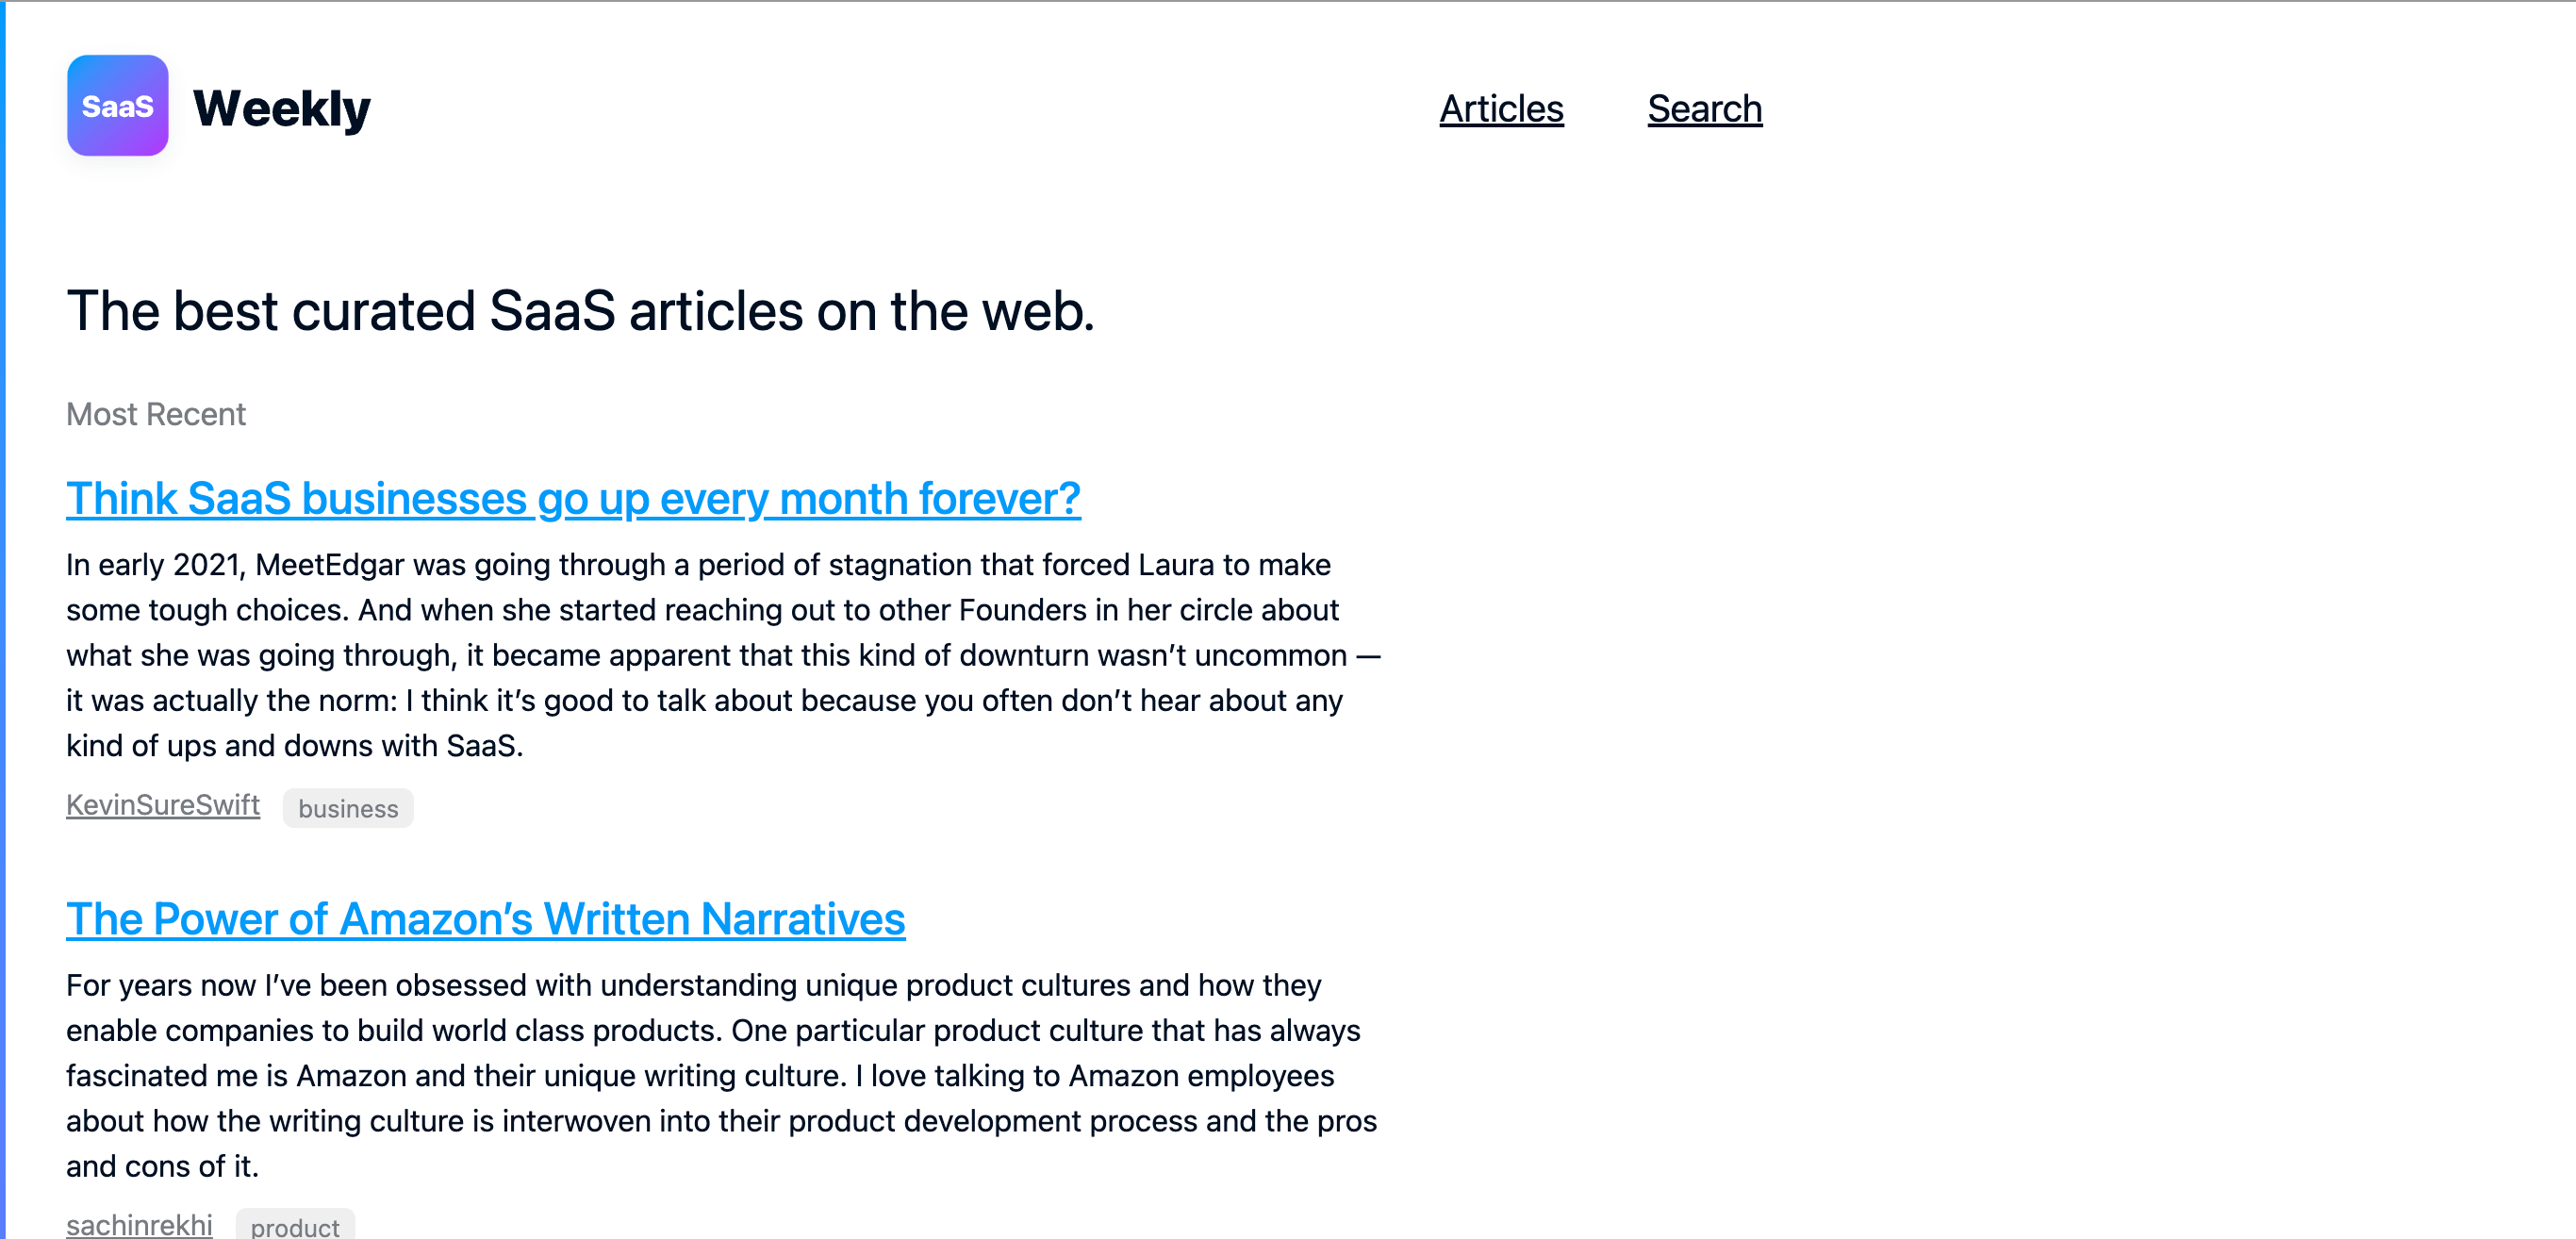 SaaS Weekly
Articles Search
The best curated SaaS articles on the web.
Most Recent
Think SaaS businesses go up every month forever?
In early 2021, MeetEdgar was going through a period of stagnation that forced Laura to make
some tough choices. And when she started reaching out to other Founders in her circle about
what she was going through, it became apparent that this kind of downturn wasn’t uncommon —
it was actually the norm: I think it’s good to talk about because you often don’t hear about any
kind of ups and downs with SaaS.
KevinSureSwift business
The Power of Amazon’s Written Narratives
For years now I’ve been obsessed with understanding unique product cultures and how they
enable companies to build world class products. One particular product culture that has always
fascinated me is Amazon and their unique writing culture. I love talking to Amazon employees
about how the writing culture is interwoven into their product development process and the pros
and cons of it.
sachinrekhi product